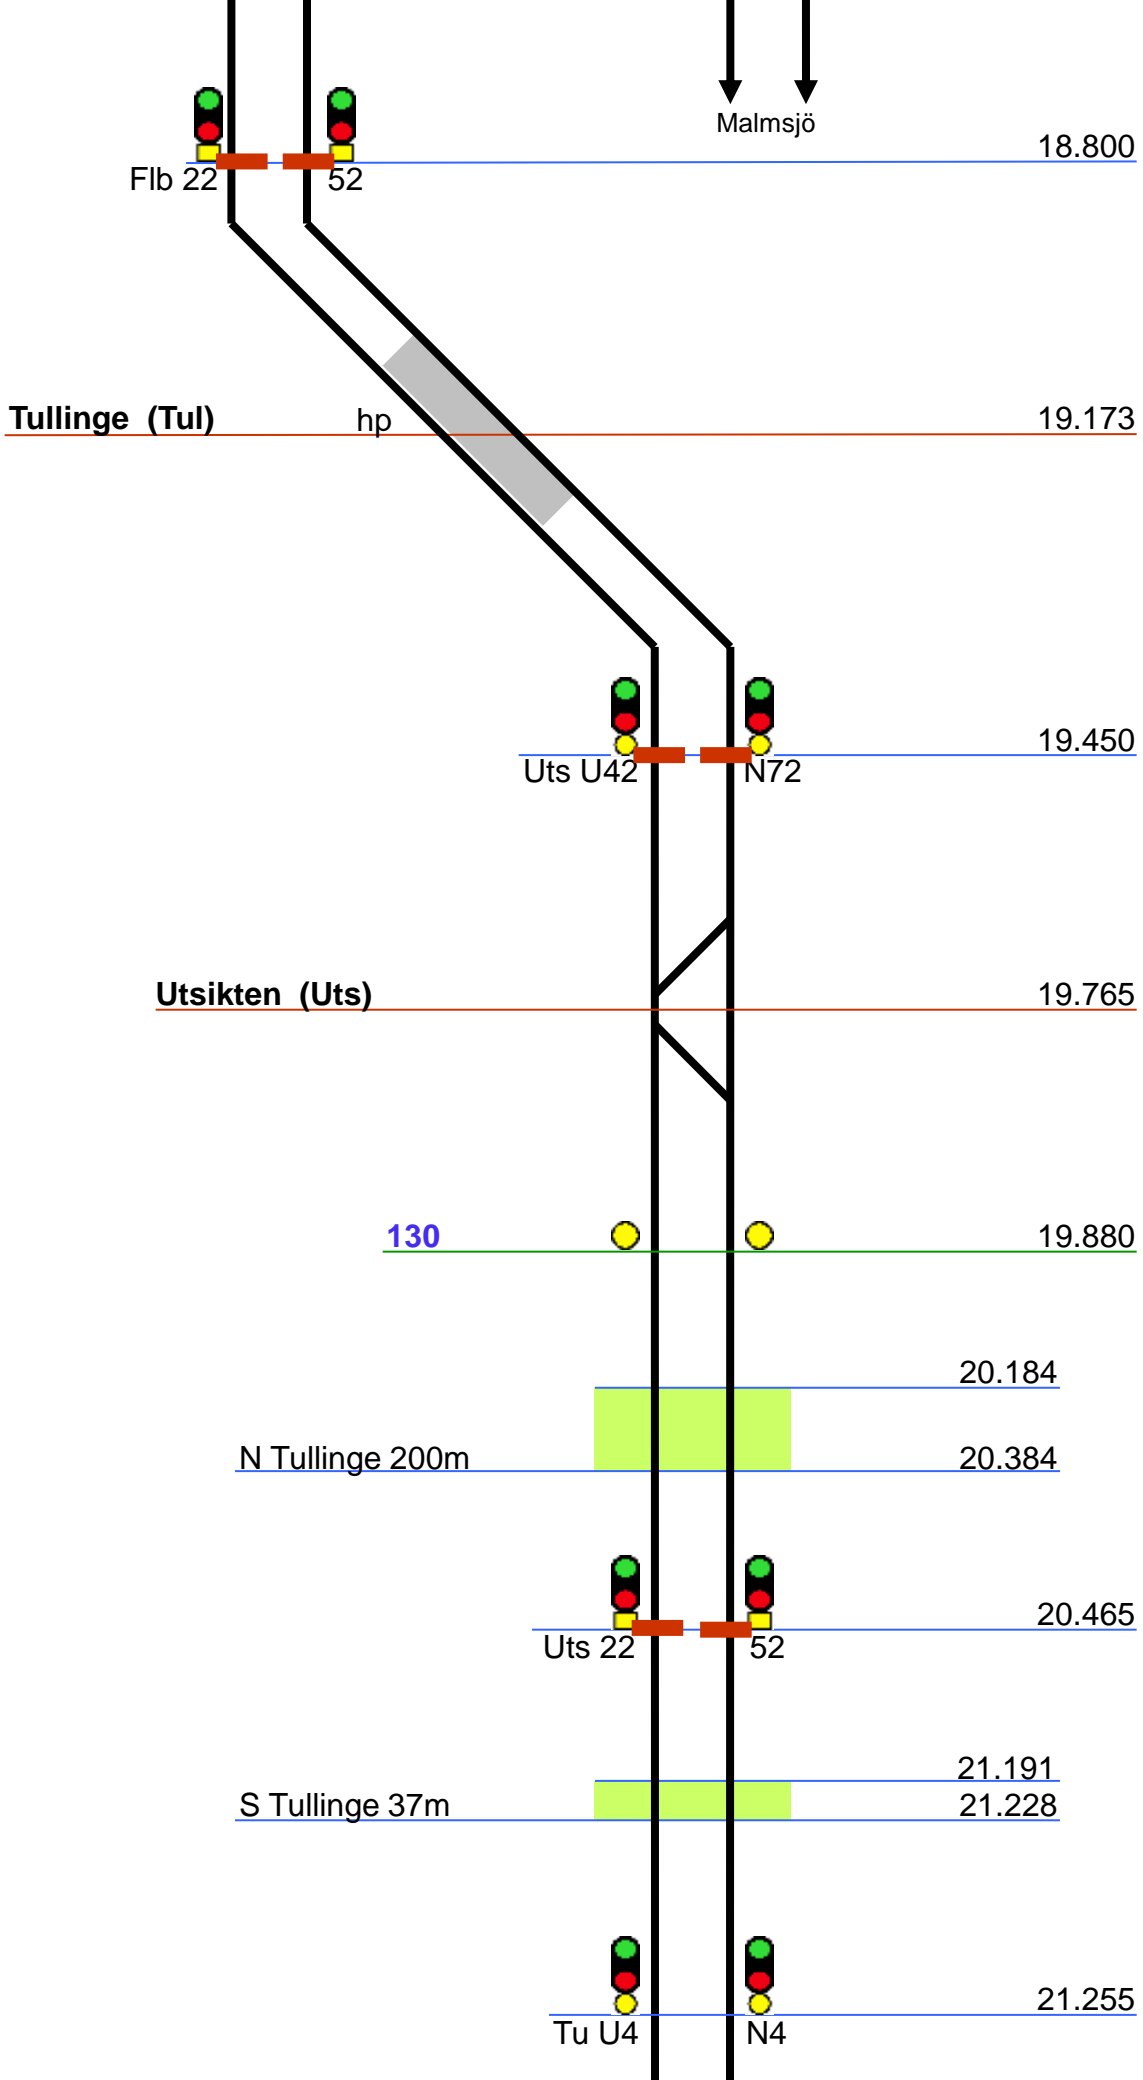 Malmsjö
18.800
Flb 22 52
Tullinge (Tul) hp 19.173
19.450
Uts U42 N72
Utsikten (Uts) 19.765
130 19.880
20.184
N Tullinge 200m 20.384
20.465
Uts 22 52
21.191
S Tullinge 37m 21.228
21.255
Tu U4 N4